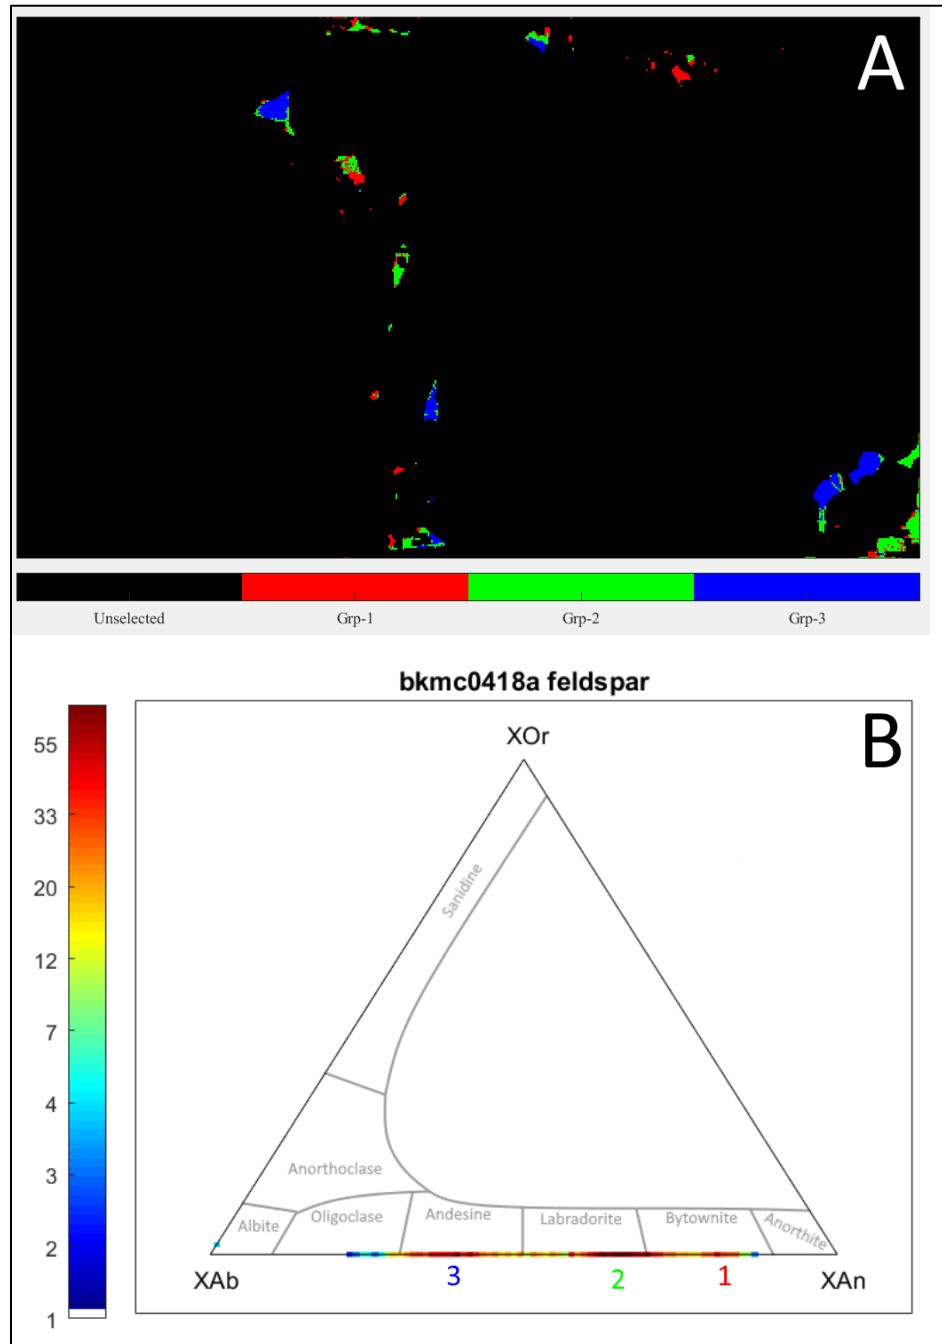 A
Unselected Grp-1 Grp-2 Grp-3
bkmc0418a feldspar
B
XOr
55
33
20
12
7
4
3
2
1
Sanidine
Anorthoclase
Albite Oligoclase Andesine Labradorite Bytownite Anorthite
XAb 3 2 1 XAn